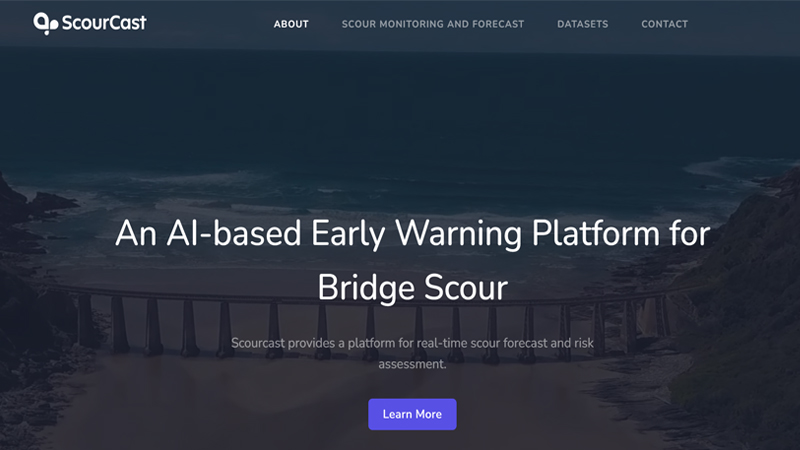 ScourCast
ABOUT
SCOUR MONITORING AND FORECAST
DATASETS
CONTACT
An AI-based Early Warning Platform for
Bridge Scour
Scourcast provides a platform for real-time scour forecast and risk
assessment.
Learn More